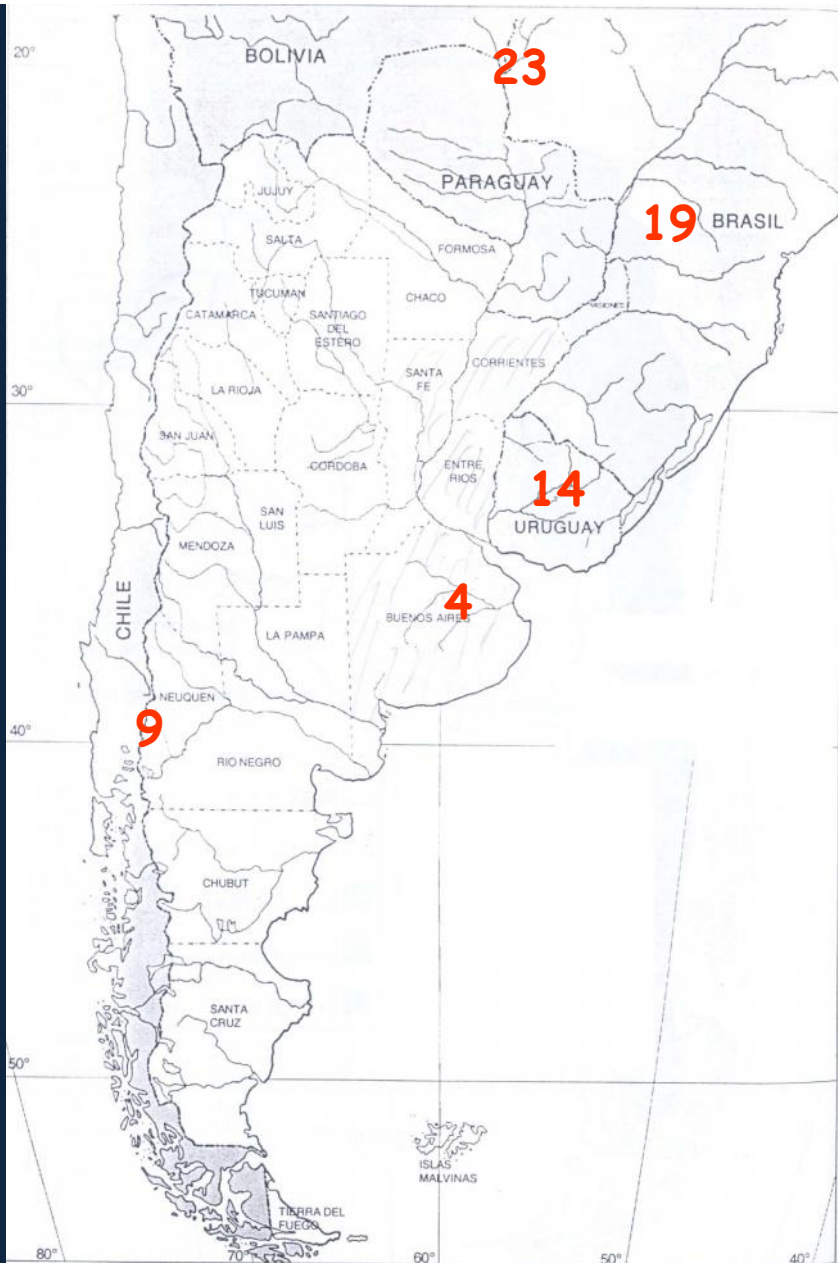 20°
BOLIVIA
23
JUJUY
PARAGUAY
19
BRASIL
SALTA
FORMOSA
TUCUMAN
CHACO
MISIONES
CATAMARCA
SANTIAGO
DEL
ESTERO
SANTA
FE
CORRIENTES
LA RIOJA
30°
SAN JUAN
CORDOBA
ENTRE
RIOS
14
URUGUAY
SAN
LUIS
MENDOZA
CHILE
4
BUENOS AIRES
LA PAMPA
NEUQUEN
9
40°
RIO NEGRO
CHUBUT
SANTA
CRUZ
50°
ISLAS
MALVINAS
TIERRA DEL
FUEGO
80°
70°
60°
50°
40°